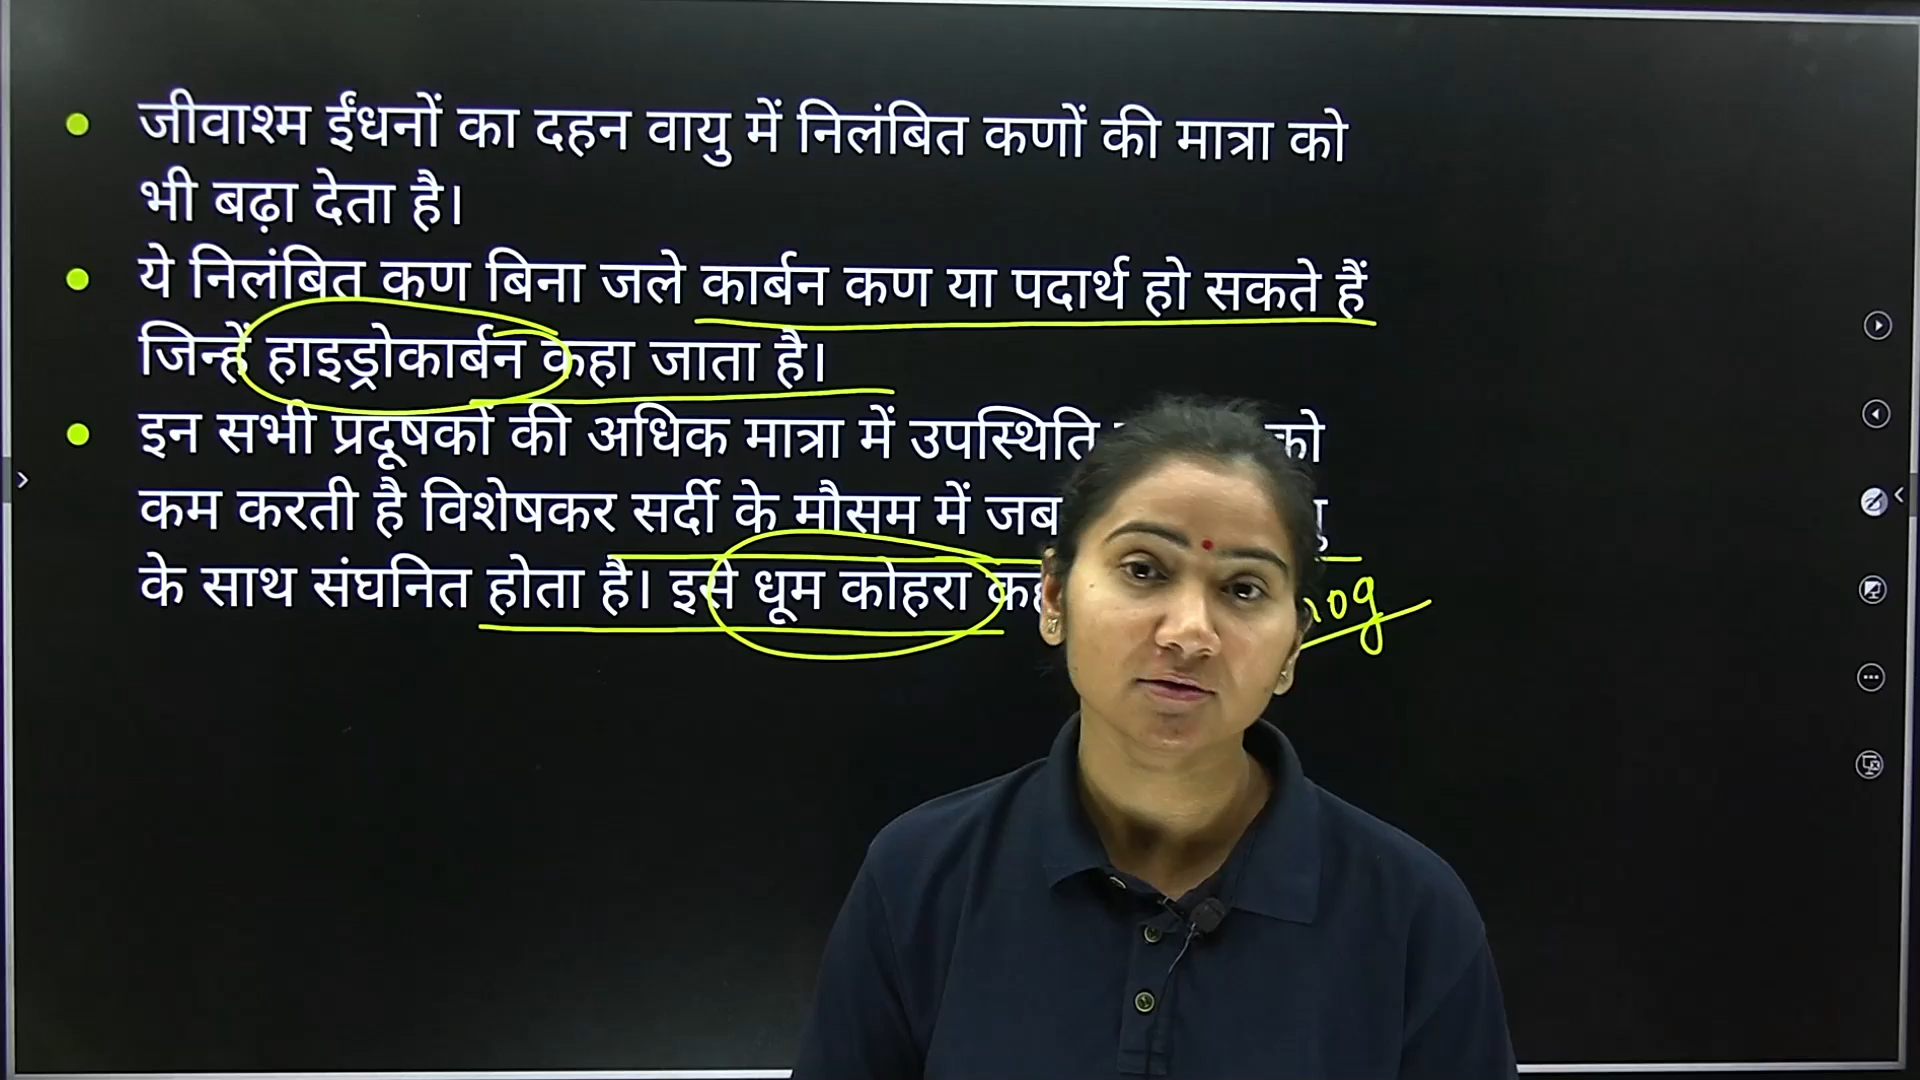 जीवाश्म ईंधनों का दहन वायु में निलंबित कणों की मात्रा को
भी बढ़ा देता है।
ये निलंबित कण बिना जले कार्बन कण या पदार्थ हो सकते हैं
जिन्हें हाइड्रोकार्बन कहा जाता है।
इन सभी प्रदूषकों की अधिक मात्रा में उपस्थिति को
कम करती है विशेषकर सर्दी के मौसम में जब
के साथ संघनित होता है। इसे धूम कोहरा